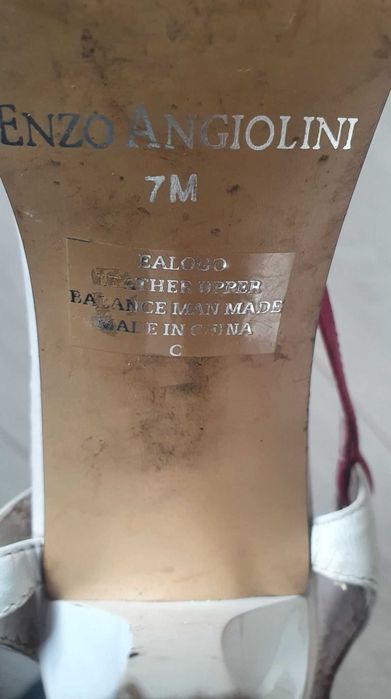 ENZO ANGIOLINI
7M
EALOGO
LEATHER UPPER
BALANCE MAN MADE
MADE IN CHINA
C